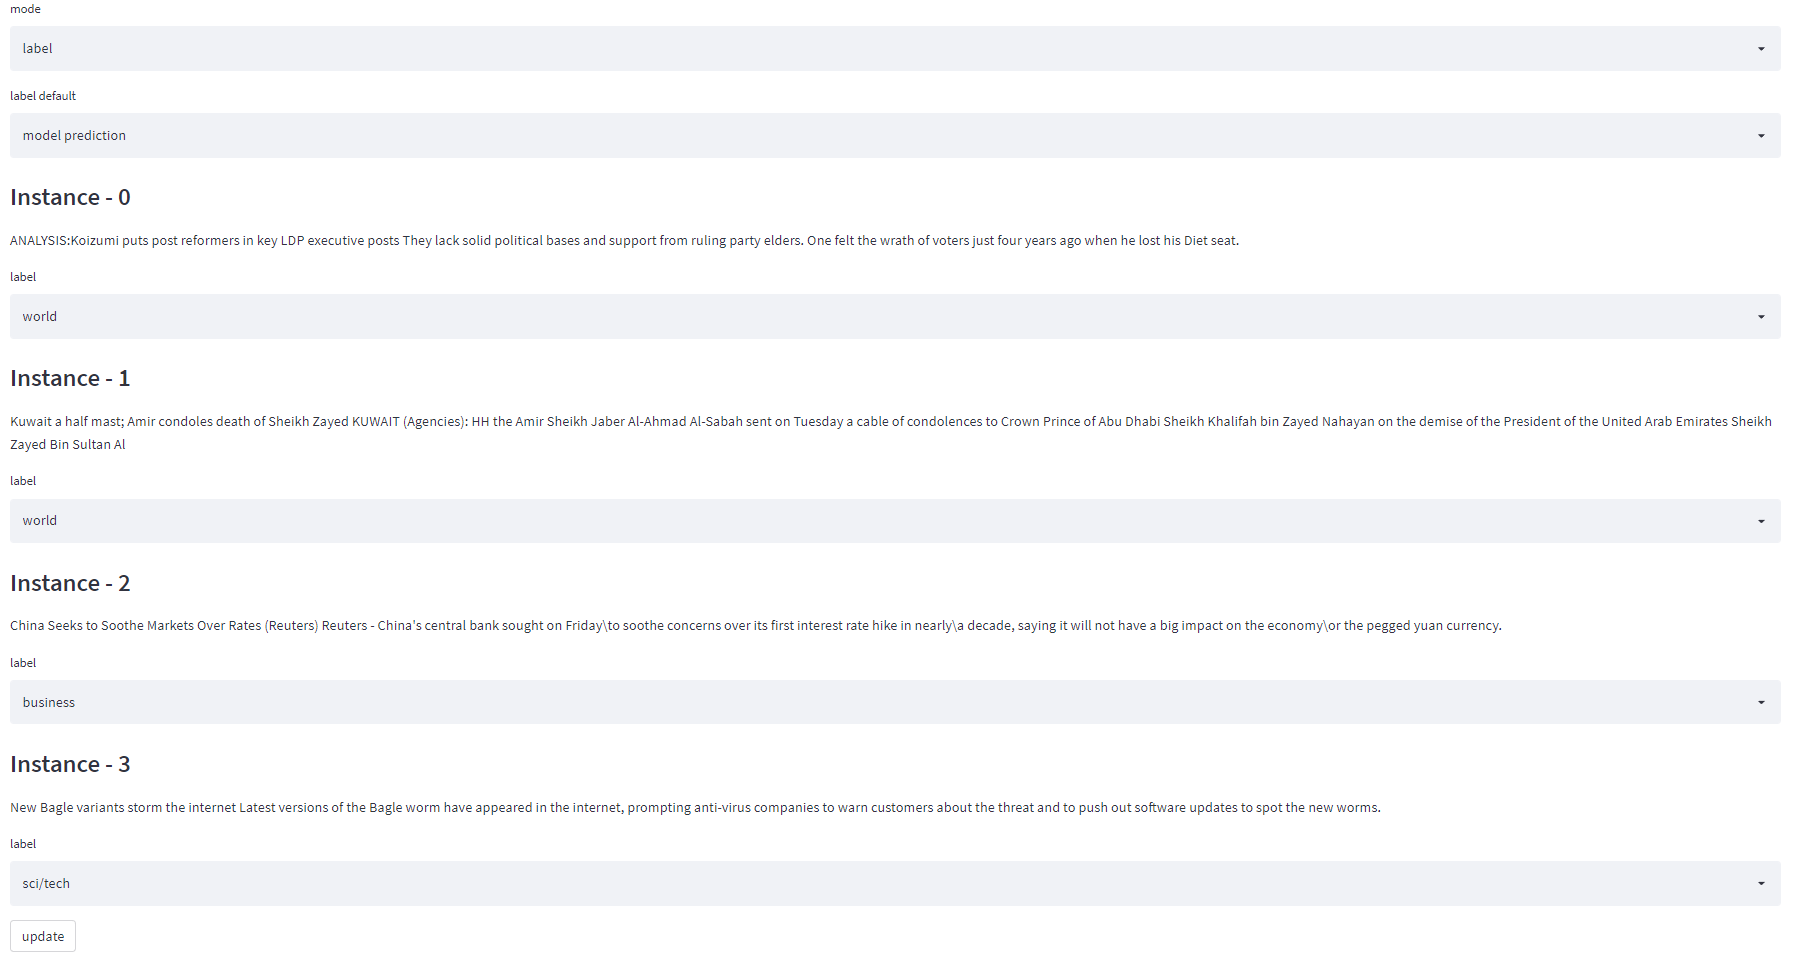 mode
label
label default
model prediction
Instance - 0
ANALYSIS:Koizumi puts post reformers in key LDP executive posts They lack solid political bases and support from ruling party elders. One felt the wrath of voters just four years ago when he lost his Diet seat.
label
world
Instance - 1
Kuwait a half mast; Amir condoles death of Sheikh Zayed KUWAIT (Agencies): HH the Amir Sheikh Jaber Al-Ahmad Al-Sabah sent on Tuesday a cable of condolences to Crown Prince of Abu Dhabi Sheikh Khalifah bin Zayed Nahayan on the demise of the President of the United Arab Emirates Sheikh
Zayed Bin Sultan Al
label
world
Instance - 2
China Seeks to Soothe Markets Over Rates (Reuters) Reuters - China's central bank sought on Friday\to soothe concerns over its first interest rate hike in nearly\a decade, saying it will not have a big impact on the economy\or the pegged yuan currency.
label
business
Instance - 3
New Bagle variants storm the internet Latest versions of the Bagle worm have appeared in the internet, prompting anti-virus companies to warn customers about the threat and to push out software updates to spot the new worms.
label
sci/tech
update